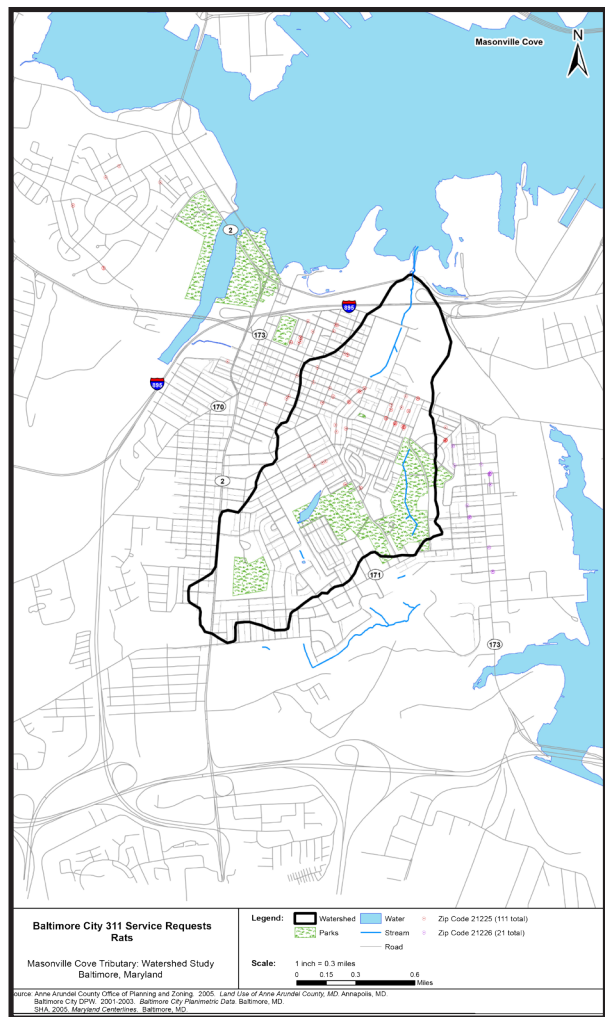 Masonville Cove
N
2
895
173
895
170
2
171
173
Baltimore City 311 Service Requests
Rats
Masonville Cove Tributary: Watershed Study
Baltimore, Maryland
Legend:
Watershed
Water
Zip Code 21225 (111 total)
Parks
Stream
Zip Code 21226 (21 total)
Road
Scale:
1 inch = 0.3 miles
0 0.15 0.3 0.6
Miles
ource: Anne Arundel County Office of Planning and Zoning. 2005. Land Use of Anne Arundel County, MD. Annapolis, MD.
Baltimore City DPW. 2001-2003. Baltimore City Planimetric Data. Baltimore, MD.
SHA, 2005. Maryland Centerlines. Baltimore, MD.